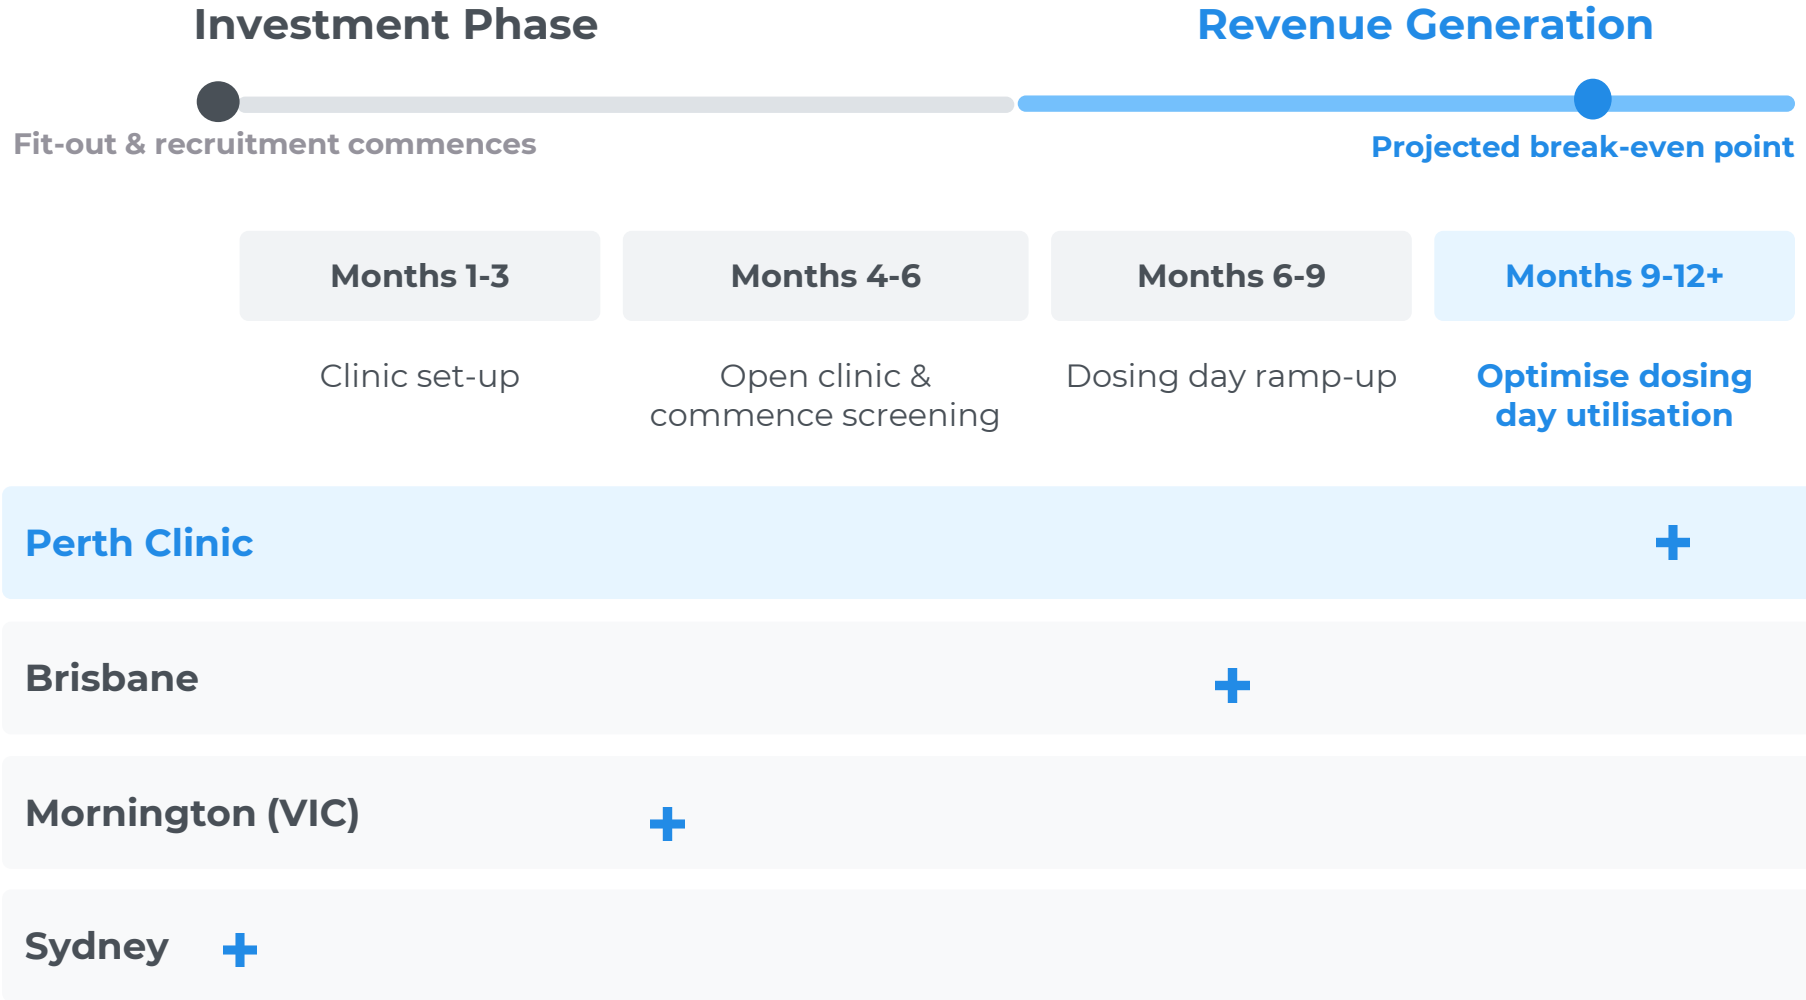 Investment Phase
Revenue Generation
Fit-out & recruitment commences
Projected break-even point
Months 1-3
Months 4-6
Months 6-9
Months 9-12+
Clinic set-up
Open clinic &
commence screening
Dosing day ramp-up
Optimise dosing
day utilisation
Perth Clinic
Brisbane
Mornington (VIC)
Sydney